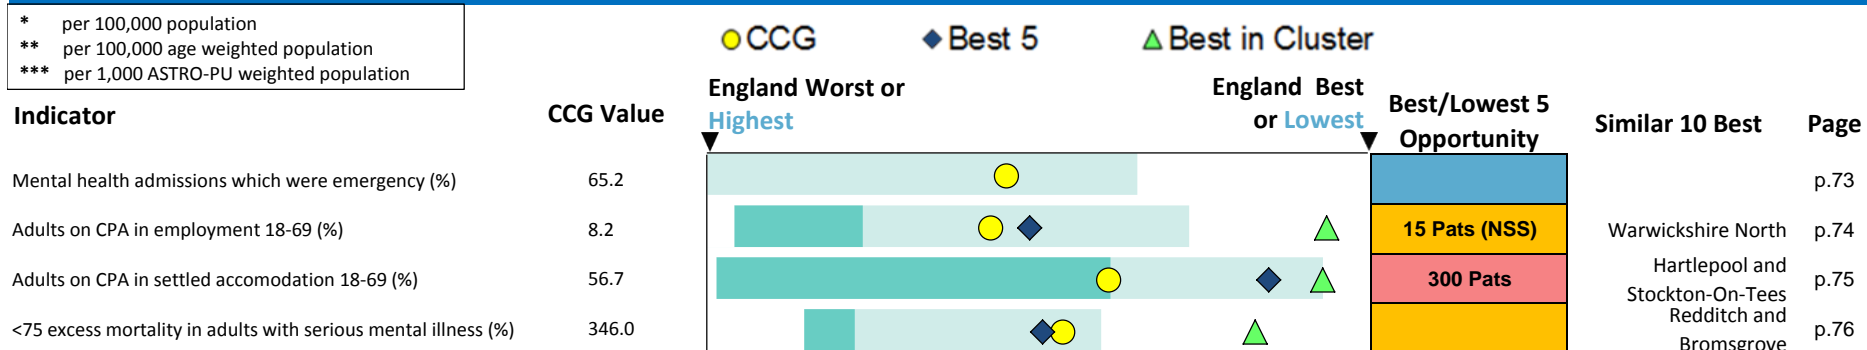 * per 100,000 population
** per 100,000 age weighted population
*** per 1,000 ASTRO-PU weighted population
CCG Best 5 Best in Cluster
Indicator CCG Value England Worst or Highest England Best or Lowest Best/Lowest 5 Opportunity Similar 10 Best Page
Mental health admissions which were emergency (%) 65.2 p.73
Adults on CPA in employment 18-69 (%) 8.2 15 Pats (NSS) Warwickshire North p.74
Adults on CPA in settled accomodation 18-69 (%) 56.7 300 Pats Hartlepool and Stockton-On-Tees p.75
<75 excess mortality in adults with serious mental illness (%) 346.0 Redditch and Bromsgrove p.76